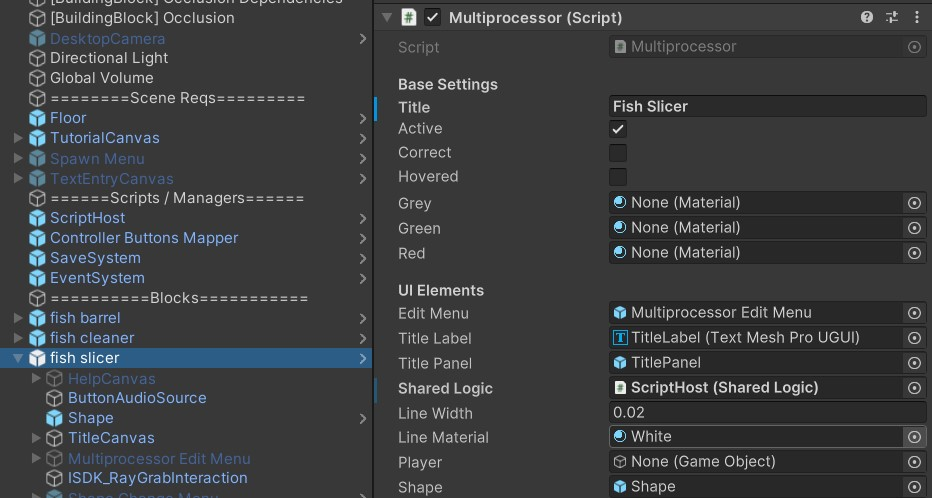 [BuildingBlock] Occlusion Dependencies
[BuildingBlock] Occlusion
DesktopCamera
Directional Light
Global Volume
========Scene Reqs=========
Floor
TutorialCanvas
Spawn Menu
TextEntryCanvas
======Scripts / Managers======
ScriptHost
Controller Buttons Mapper
SaveSystem
EventSystem
==========Blocks===========
fish barrel
fish cleaner
fish slicer
HelpCanvas
ButtonAudioSource
Shape
TitleCanvas
Multiprocessor Edit Menu
ISDK_RayGrabInteraction
Shape Change Menu
Multiprocessor (Script)
Script Multiprocessor
Base Settings
Title Fish Slicer
Active
Correct
Hovered
Grey None (Material)
Green None (Material)
Red None (Material)
UI Elements
Edit Menu Multiprocessor Edit Menu
Title Label TitleLabel (Text Mesh Pro UGUI)
Title Panel TitlePanel
Shared Logic ScriptHost (Shared Logic)
Line Width 0.02
Line Material White
Player None (Game Object)
Shape Shape